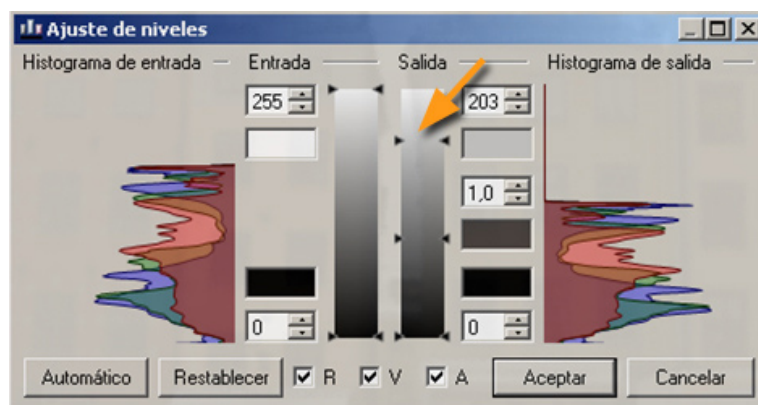 Ajuste de niveles
Histograma de entrada Entrada Salida Histograma de salida
255 203
1,0
0 0
Automático Restablecer R V A Aceptar Cancelar